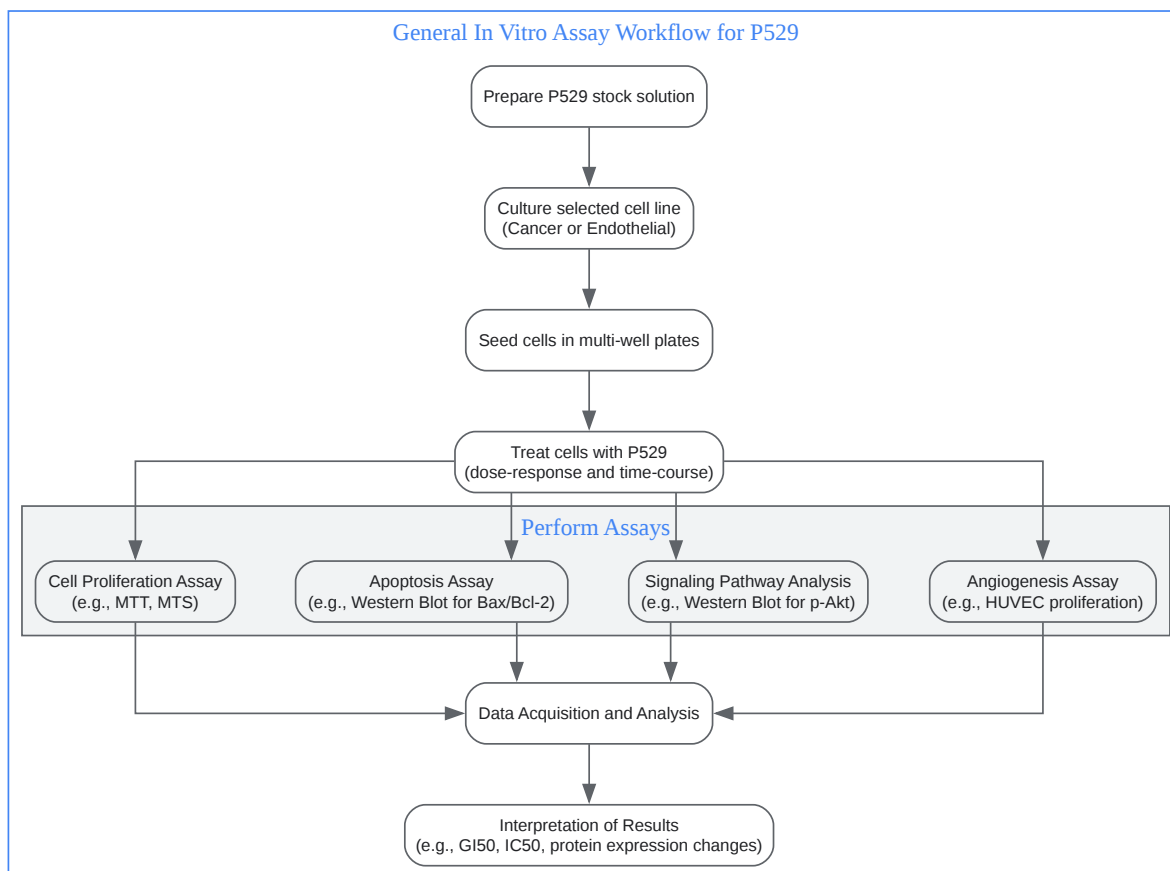 General In Vitro Assay Workflow for P529
Prepare P529 stock solution
Culture selected cell line
(Cancer or Endothelial)
Seed cells in multi-well plates
Treat cells with P529
(dose-response and time-course)
Perform Assays
Cell Proliferation Assay
(e.g., MTT, MTS)
Apoptosis Assay
(e.g., Western Blot for Bax/Bcl-2)
Signaling Pathway Analysis
(e.g., Western Blot for p-Akt)
Angiogenesis Assay
(e.g., HUVEC proliferation)
Data Acquisition and Analysis
Interpretation of Results
(e.g., GI50, IC50, protein expression changes)